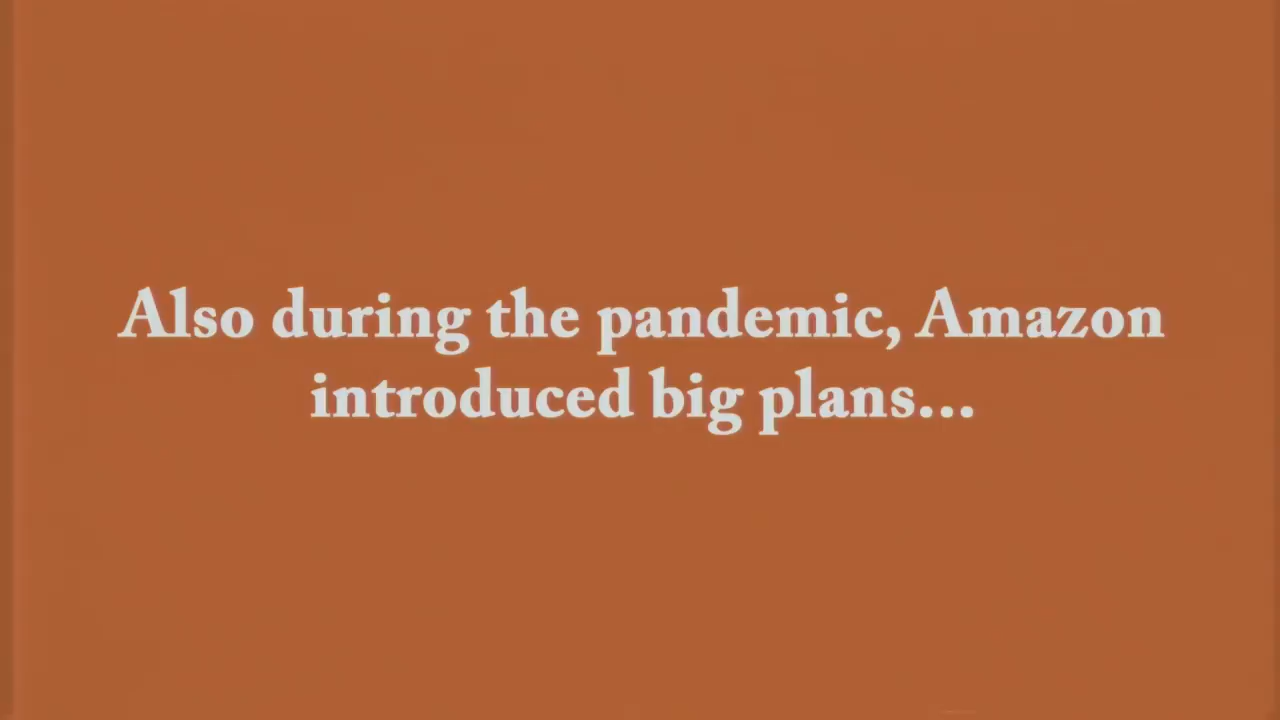 Also during the pandemic, Amazon
introduced big plans...